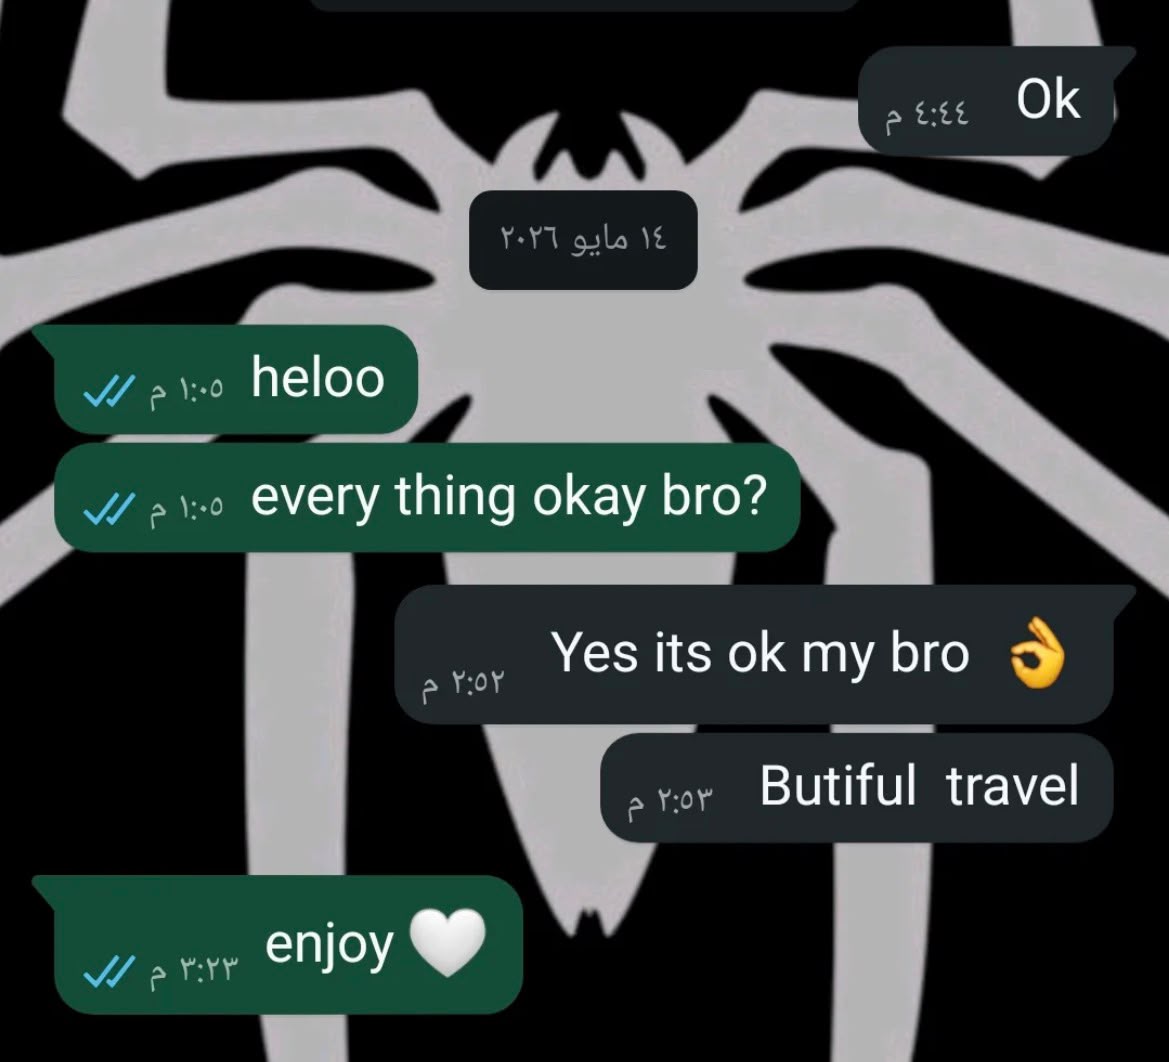 Ok
٤:٤٤ م
١٤ مايو ٢٠٢٦
heloo
١:٠٥ م
every thing okay bro?
١:٠٥ م
Yes its ok my bro 👌
٢:٥٢ م
Butiful travel
٢:٥٣ م
enjoy 🤍
٣:٢٣ م